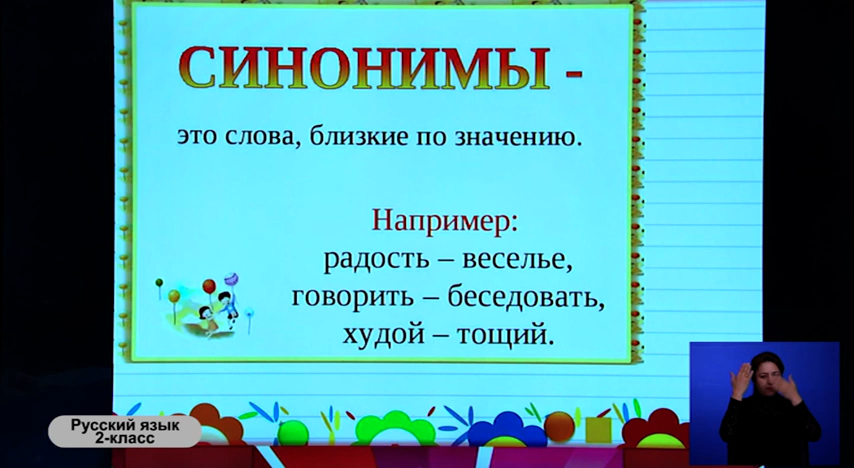 СИНОНИМЫ -
это слова, близкие по значению.
Например:
радость – веселье,
говорить – беседовать,
худой – тощий.
Русский язык
2-класс